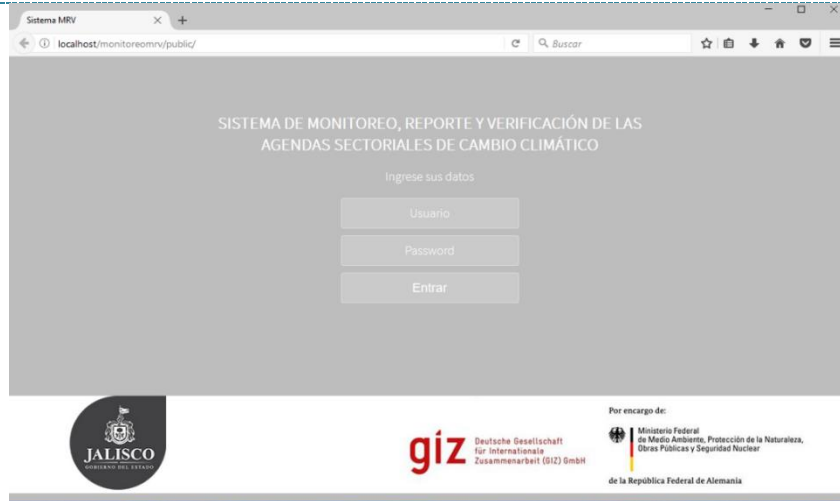 Sistema MRV
localhost/monitoreomrv/public/
Buscar
SISTEMA DE MONITOREO, REPORTE Y VERIFICACIÓN DE LAS
AGENDAS SECTORIALES DE CAMBIO CLIMÁTICO
Ingrese sus datos
Usuario
Password
Entrar
JALISCO
GOBIERNO DEL ESTADO
giz
Deutsche Gesellschaft
für Internationale
Zusammenarbeit (GIZ) GmbH
Por encargo de:
Ministerio Federal
de Medio Ambiente, Protección de la Naturaleza,
Obras Públicas y Seguridad Nuclear
de la República Federal de Alemania